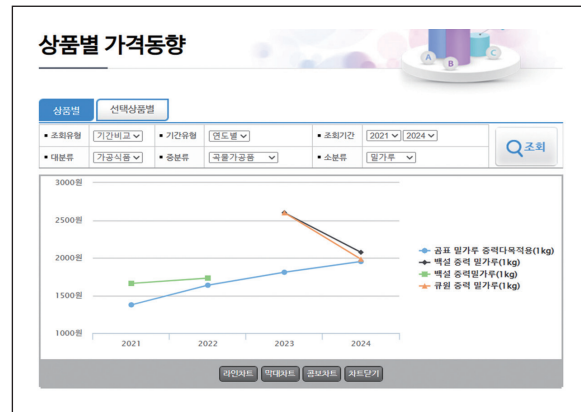 상품별 가격동향
A
B
C
상품별 선택상품별
▪ 조회유형 기간비교 ▪ 기간유형 연도별 ▪ 조회기간 2021 2024
▪ 대분류 가공식품 ▪ 중분류 곡물가공품 ▪ 소분류 밀가루
조회
3000원
2500원
2000원
1500원
1000원
2021 2022 2023 2024
곰표 밀가루 중력다목적용(1kg)
백설 중력 밀가루(1kg)
백설 중력밀가루(1kg)
큐원 중력 밀가루(1kg)
라인차트 막대차트 콤보차트 차트닫기